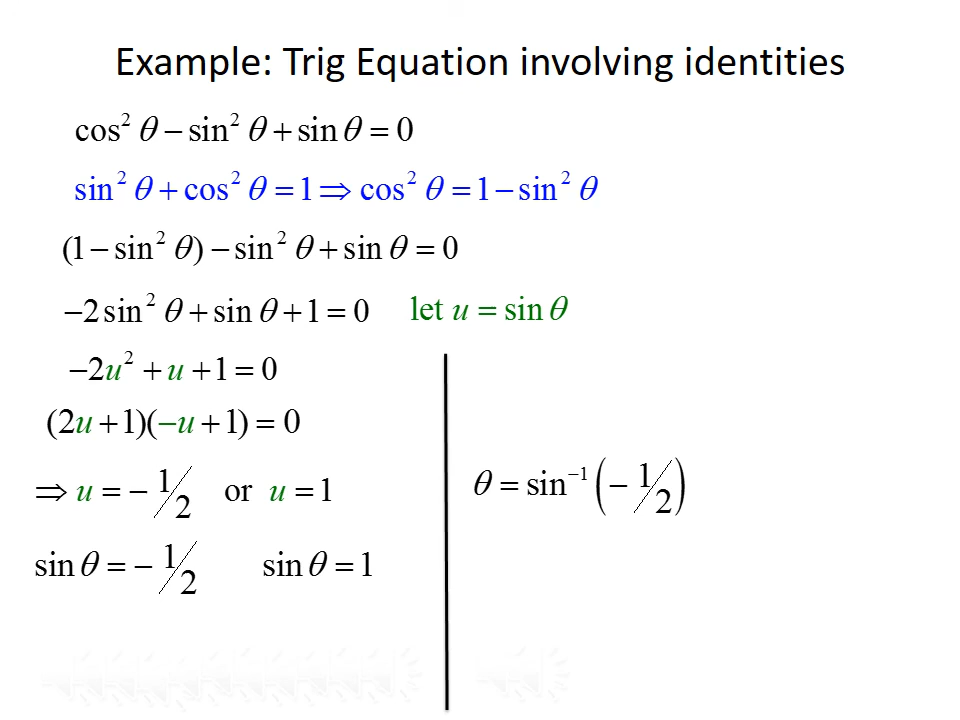 Example: Trig Equation involving identities
cos² θ − sin² θ + sin θ = 0
sin² θ + cos² θ = 1 ⇒ cos² θ = 1 − sin² θ
(1 − sin² θ) − sin² θ + sin θ = 0
−2 sin² θ + sin θ + 1 = 0 let u = sin θ
−2u² + u + 1 = 0
(2u + 1)(−u + 1) = 0
⇒ u = − 1/2 or u = 1
sin θ = − 1/2 sin θ = 1
θ = sin⁻¹ (− 1/2)